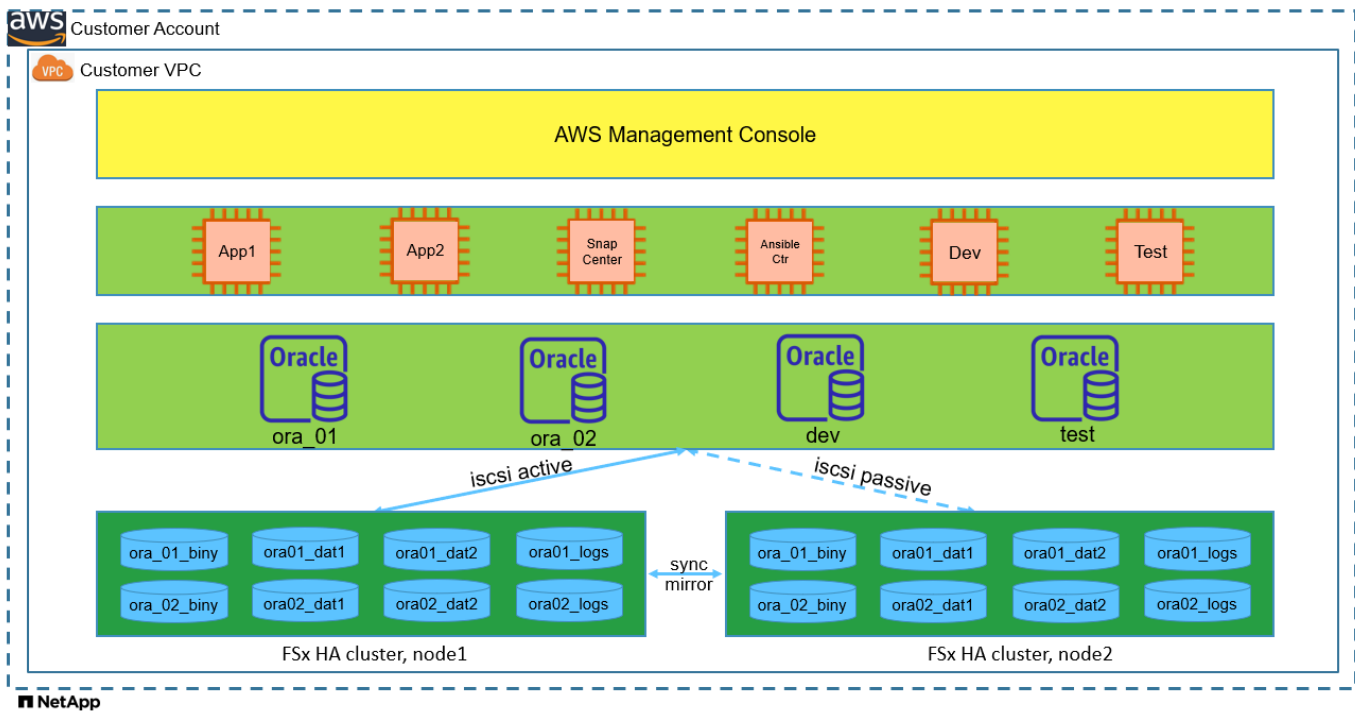 aws
Customer Account
VPC
Customer VPC
AWS Management Console
App1
App2
Snap
Center
Ansible
Ctr
Dev
Test
Oracle
ora_01
Oracle
ora_02
Oracle
dev
Oracle
test
iscsi active
iscsi passive
ora_01_biny
ora01_dat1
ora01_dat2
ora01_logs
ora_02_biny
ora02_dat1
ora02_dat2
ora02_logs
sync
mirror
ora_01_biny
ora01_dat1
ora01_dat2
ora01_logs
ora_02_biny
ora02_dat1
ora02_dat2
ora02_logs
FSx HA cluster, node1
FSx HA cluster, node2
NetApp